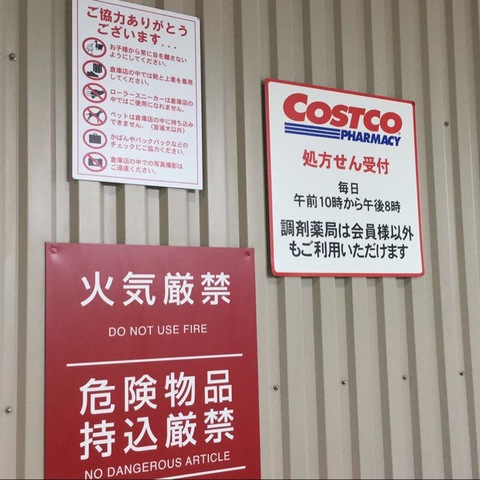 ご協力ありがとう
ございます...
お子様から常に目を離さない
ようにしてください。
倉庫店の中では靴と上着を着用
してください。
ローラースニーカーは倉庫店の
中ではご使用になれません。
ペットは倉庫店の中に持ち込み
できません。(盲導犬以外)
かばんやバックパックなどの
チェックにご協力ください。
倉庫店の中での写真撮影は
ご遠慮ください。
COSTCO
PHARMACY
処方せん受付
毎日
午前10時から午後8時
調剤薬局は会員様以外
もご利用いただけます
火気厳禁
DO NOT USE FIRE
危険物品
持込厳禁
NO DANGEROUS ARTICLE